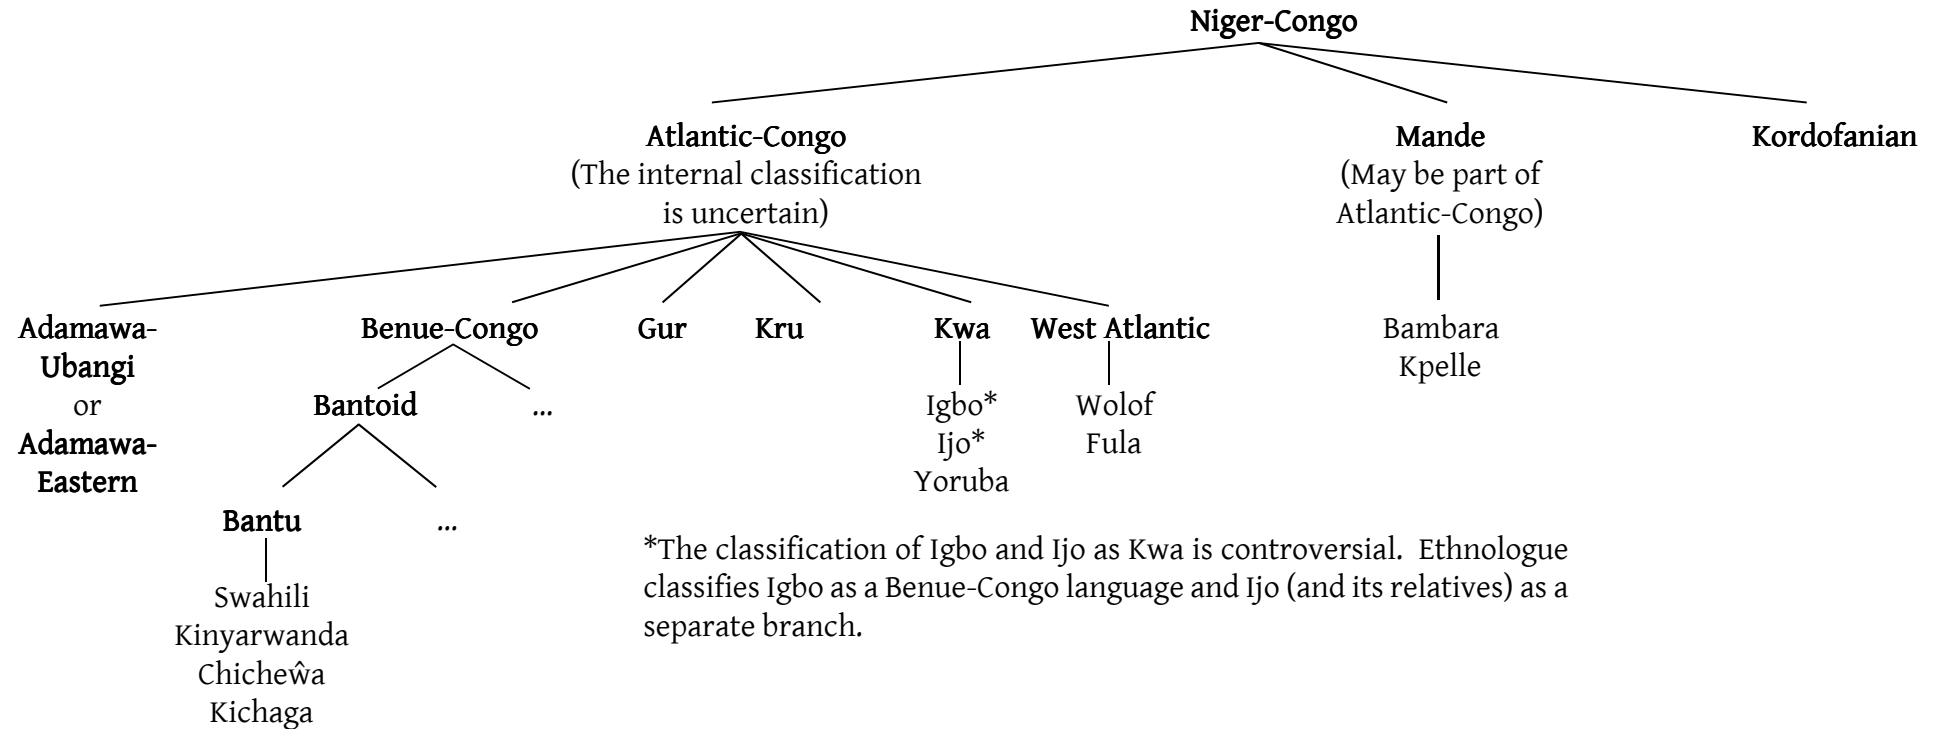 Niger-Congo
Atlantic-Congo
(The internal classification
is uncertain)
Mande
(May be part of
Atlantic-Congo)
Kordofanian
Adamawa-
Ubangi
or
Adamawa-
Eastern
Benue-Congo
Bantoid
...
Bantu
...
Swahili
Kinyarwanda
Chicheŵa
Kichaga
Gur
Kru
Kwa
Igbo*
Ijo*
Yoruba
West Atlantic
Wolof
Fula
Bambara
Kpelle
*The classification of Igbo and Ijo as Kwa is controversial.  Ethnologue
classifies Igbo as a Benue-Congo language and Ijo (and its relatives) as a
separate branch.